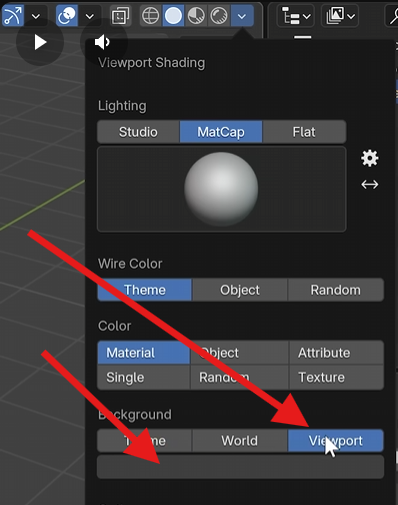 Viewport Shading
Lighting
Studio MatCap Flat
Wire Color
Theme Object Random
Color
Material Object Attribute
Single Random Texture
Background
Theme World Viewport